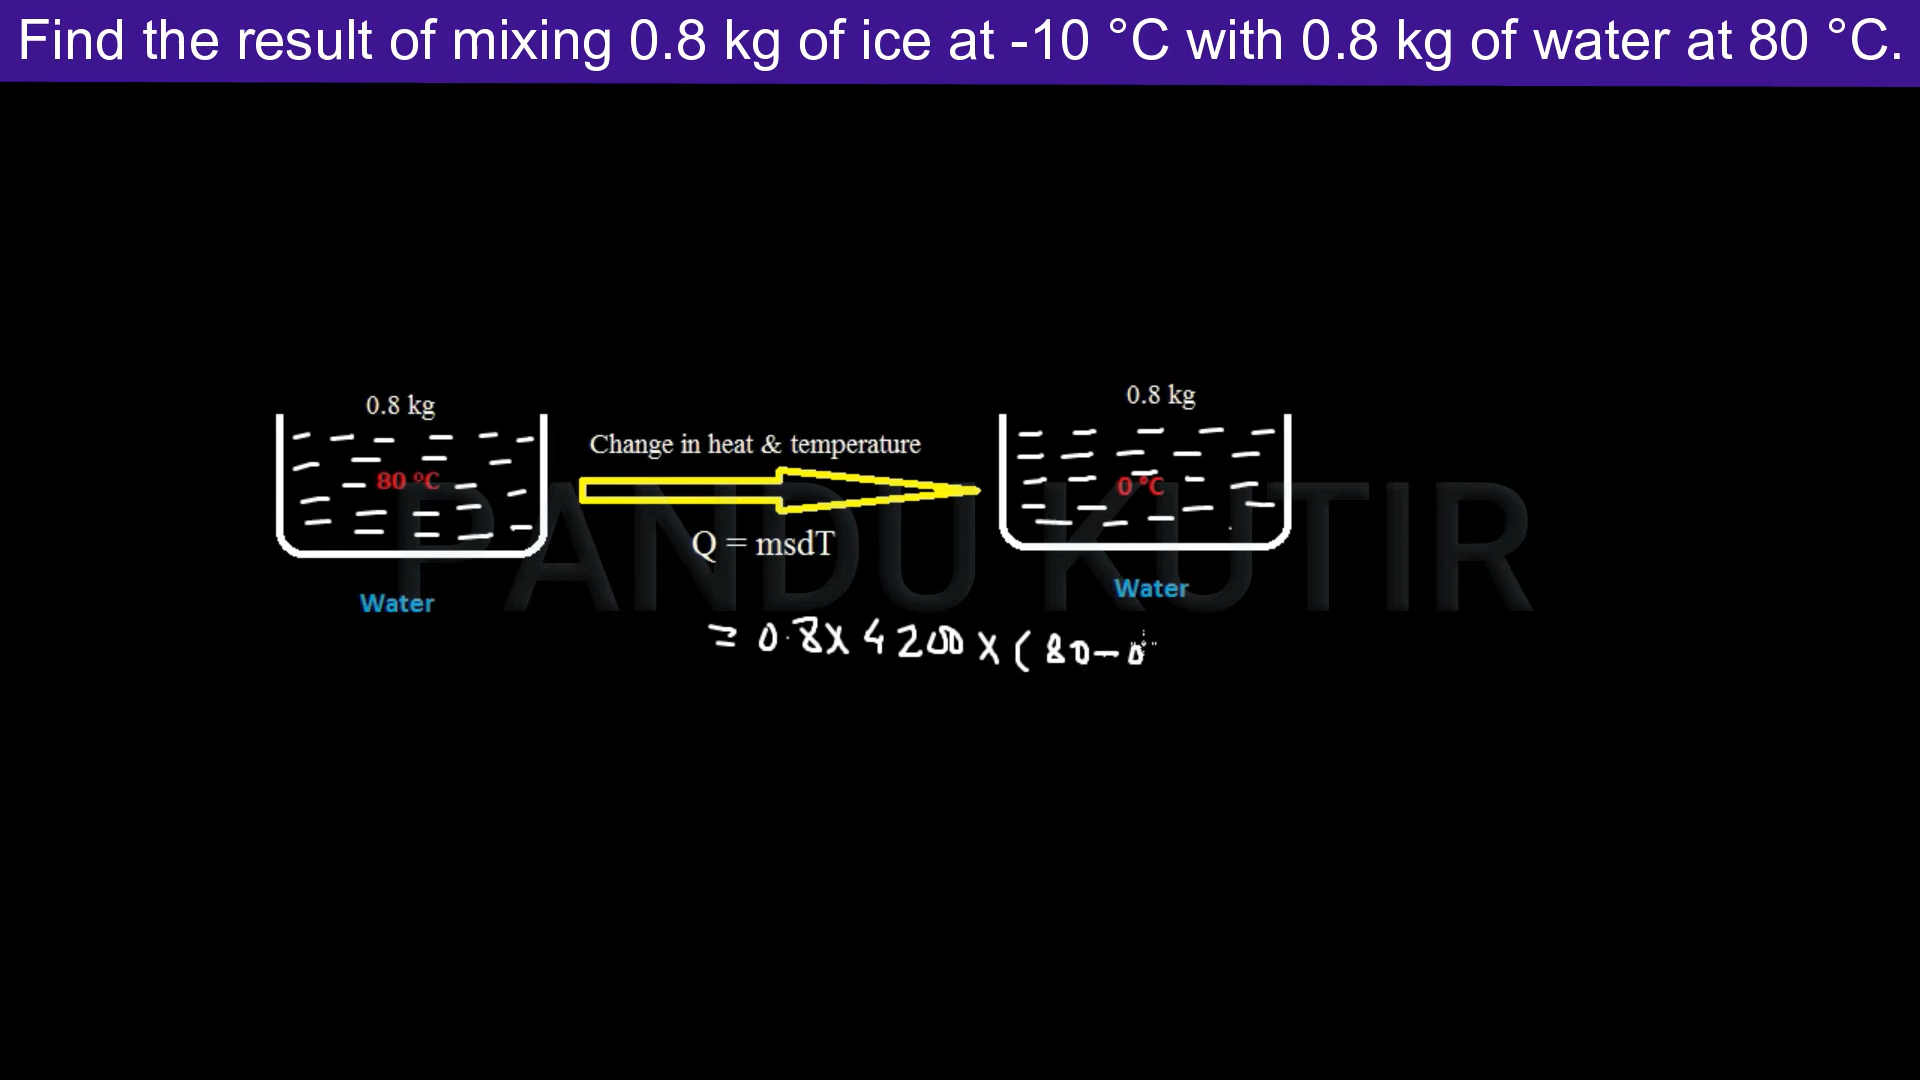 Find the result of mixing 0.8 kg of ice at -10 °C with 0.8 kg of water at 80 °C.
0.8 kg
0.8 kg
Change in heat & temperature
80 °C
0 °C
Q = msdT
PANDU KUTIR
Water
Water
= 0.8 x 4200 x (80-0